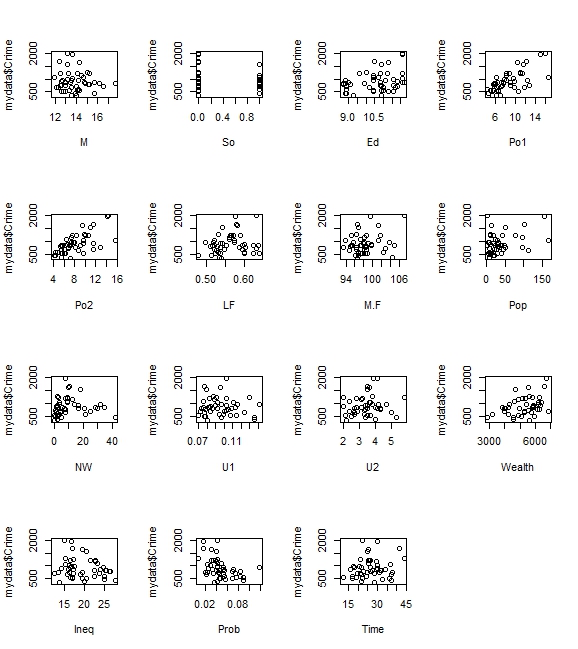 mydata$Crime
500 2000
12 14 16
M
mydata$Crime
500 2000
0.0 0.4 0.8
So
mydata$Crime
500 2000
9.0 10.5
Ed
mydata$Crime
500 2000
6 10 14
Po1
mydata$Crime
500 2000
4 8 12 16
Po2
mydata$Crime
500 2000
0.50 0.60
LF
mydata$Crime
500 2000
94 100 106
M.F
mydata$Crime
500 2000
0 50 150
Pop
mydata$Crime
500 2000
0 20 40
NW
mydata$Crime
500 2000
0.07 0.11
U1
mydata$Crime
500 2000
2 3 4 5
U2
mydata$Crime
500 2000
3000 6000
Wealth
mydata$Crime
500 2000
15 20 25
Ineq
mydata$Crime
500 2000
0.02 0.08
Prob
mydata$Crime
500 2000
15 30 45
Time